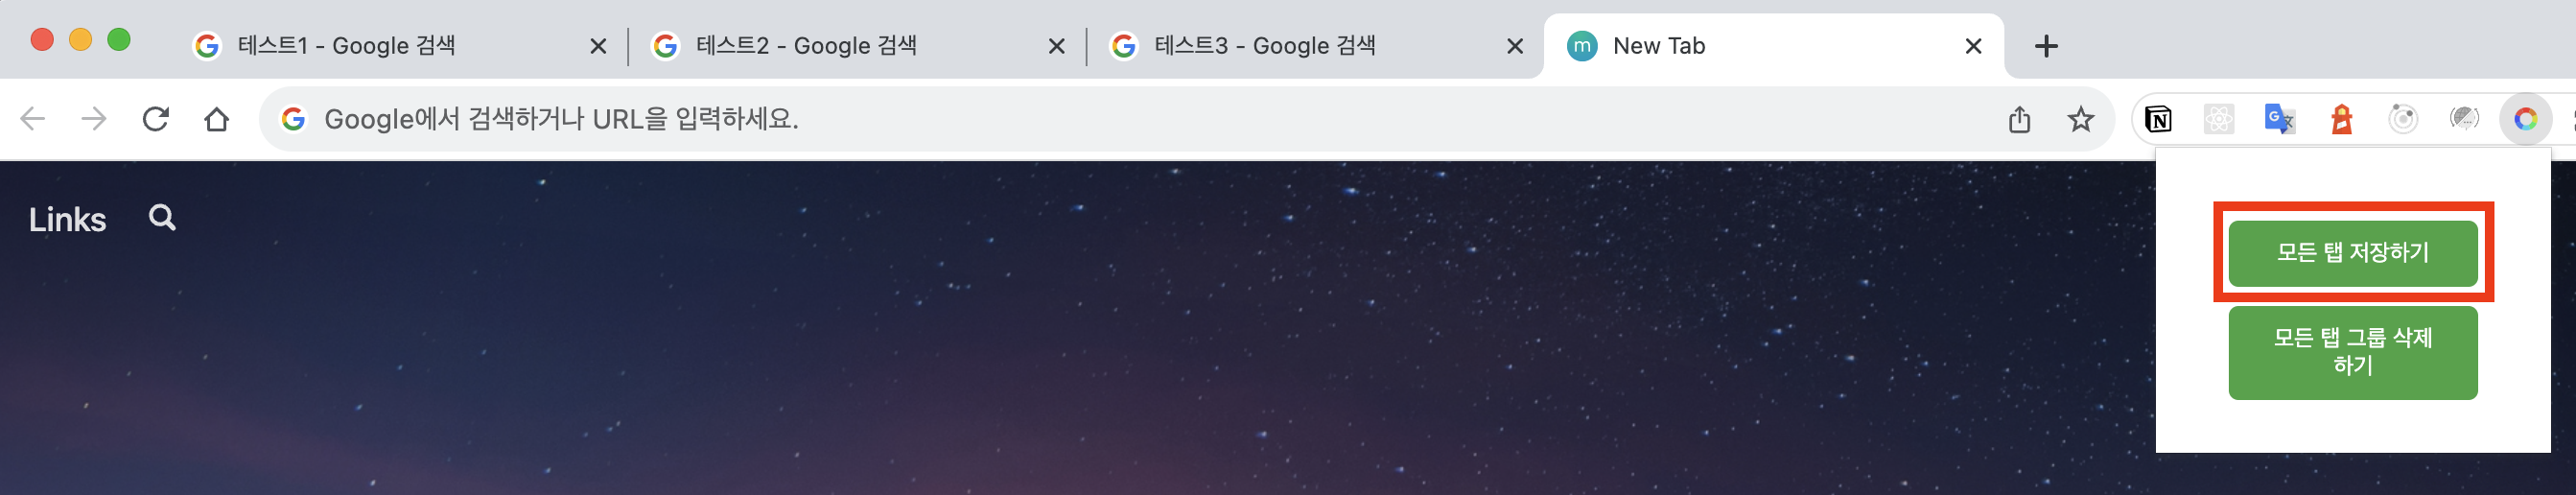 테스트1 - Google 검색
테스트2 - Google 검색
테스트3 - Google 검색
m
New Tab
Google에서 검색하거나 URL을 입력하세요.
Links
모든 탭 저장하기
모든 탭 그룹 삭제
하기